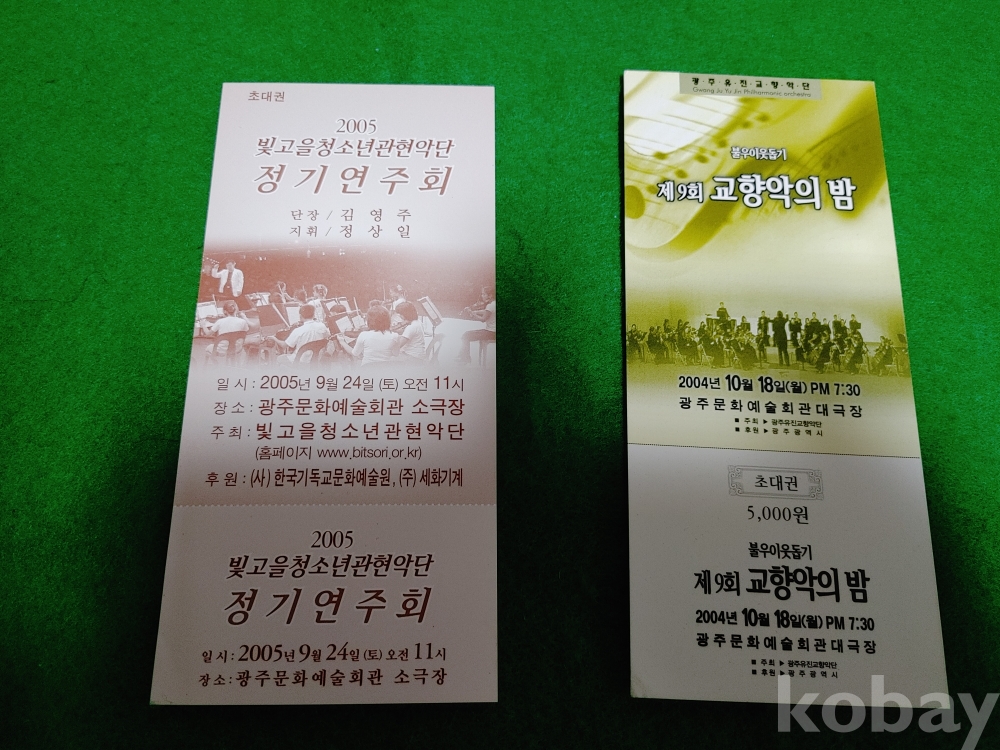 초대권
2005
빛고을청소년관현악단
정기연주회
단장 / 김 영 주
지휘 / 정 상 일
일 시 : 2005년 9월 24일 (토) 오전 11시
장 소 : 광주문화예술회관 소극장
주 최 : 빛고을청소년관현악단
(홈페이지 www.bitsori.or.kr)
후 원 : (사) 한국기독교문화예술원, (주) 세화기계
2005
빛고을청소년관현악단
정기연주회
일 시 : 2005년 9월 24일 (토) 오전 11시
장 소 : 광주문화예술회관 소극장
광·주·유·진·교·향·악·단
Gwang Ju Yu Jin Philharmonic orchestra
불우이웃돕기
제9회 교향악의 밤
2004년 10월 18일(월) PM 7:30
광주문화예술회관대극장
■ 주 최 ▶ 광주유진교향악단
■ 후 원 ▶ 광 주 광 역 시
초대권
5,000원
불우이웃돕기
제9회 교향악의 밤
2004년 10월 18일(월) PM 7:30
광주문화예술회관대극장
■ 주 최 ▶ 광주유진교향악단
■ 후 원 ▶ 광 주 광 역 시
kobay